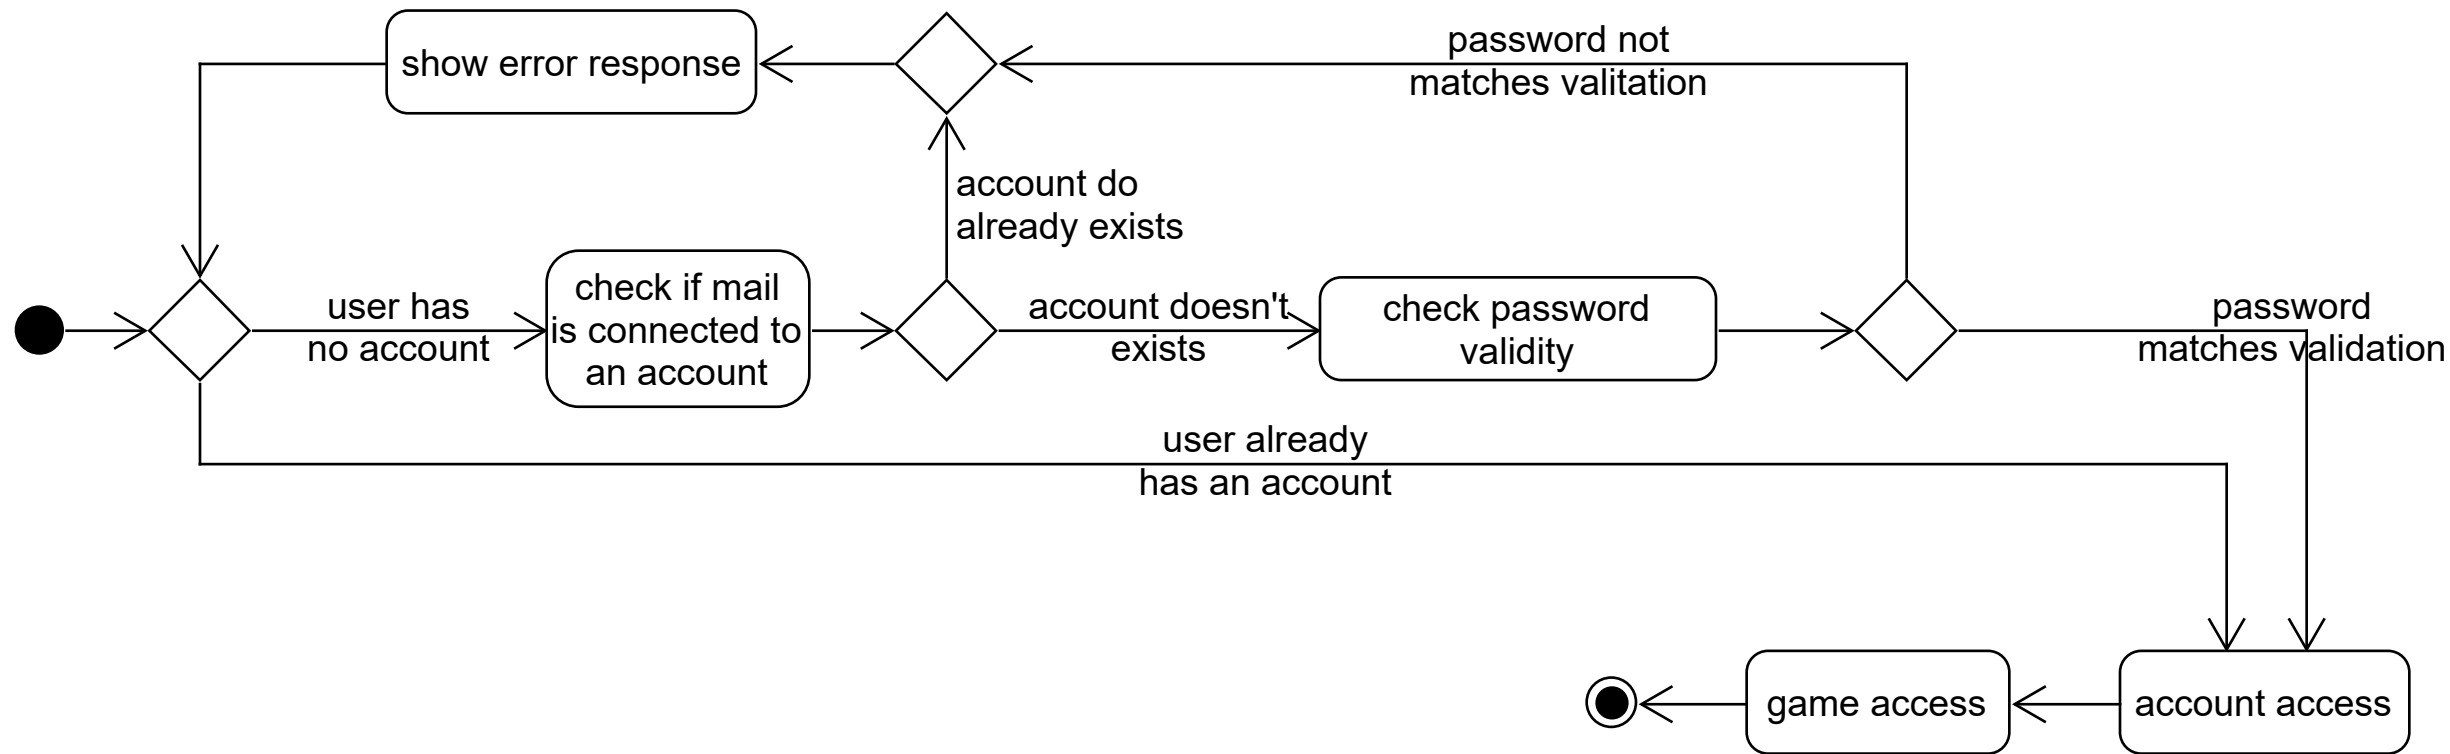 show error response
password not
matches valitation
account do
already exists
user has
no account
check if mail
is connected to
an account
account doesn't
exists
check password
validity
password
matches validation
user already
has an account
game access
account access